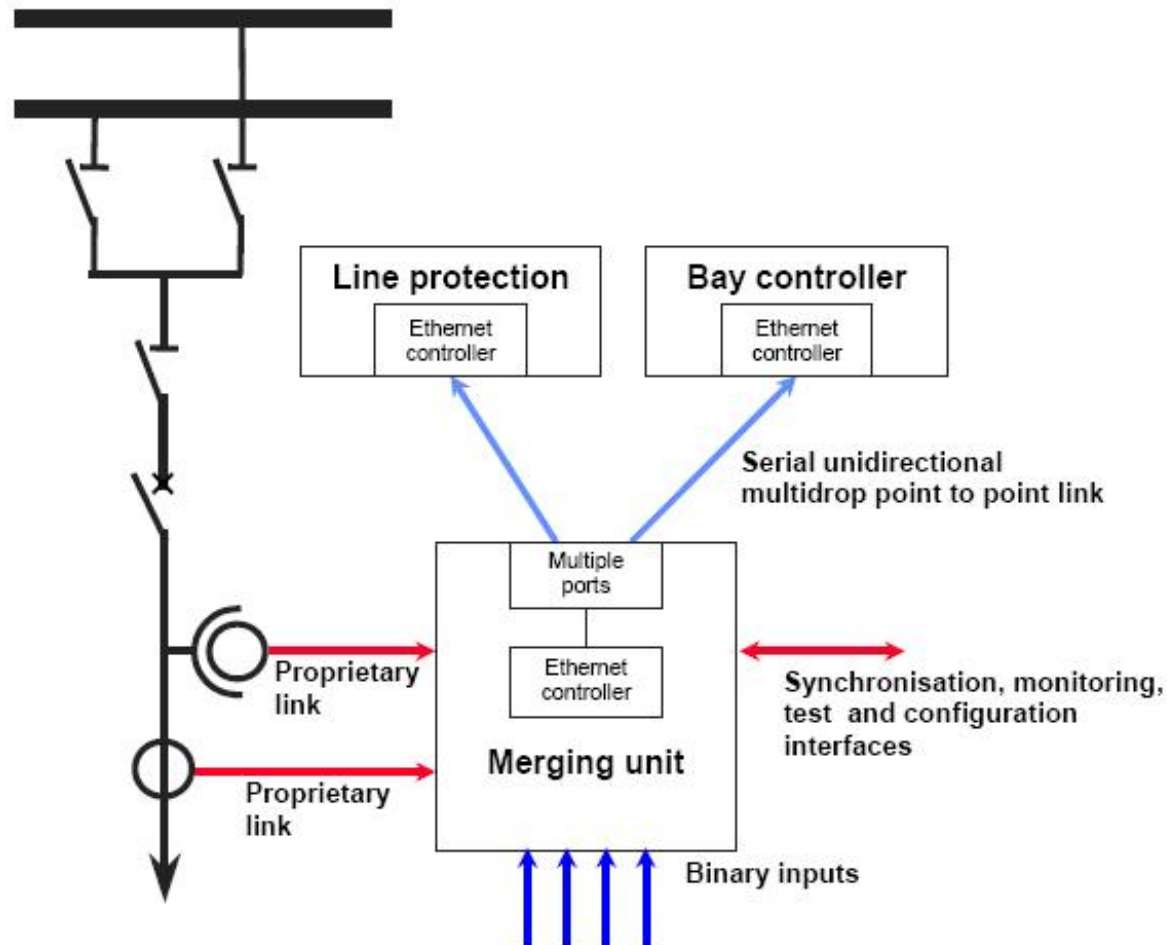 Line protection
Ethernet
controller
Bay controller
Ethernet
controller
Serial unidirectional
multidrop point to point link
Multiple
ports
Ethernet
controller
Merging unit
Proprietary
link
Proprietary
link
Synchronisation, monitoring,
test and configuration
interfaces
Binary inputs